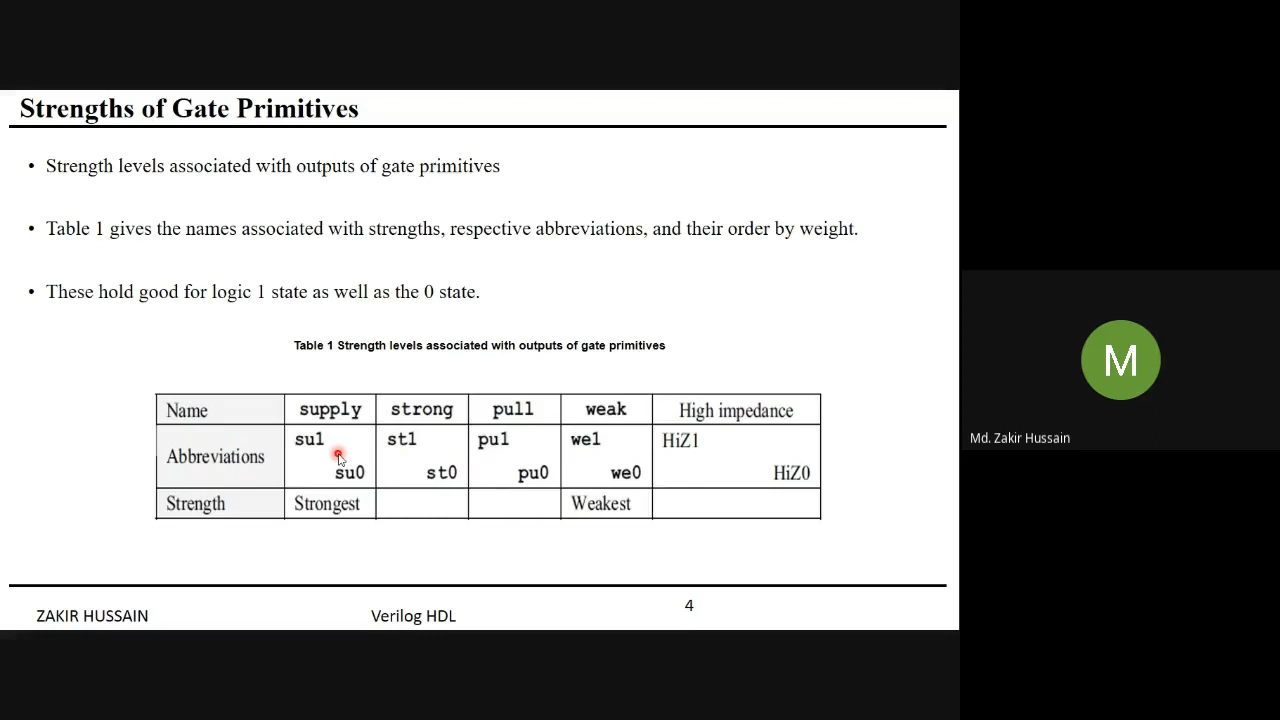 Strengths of Gate Primitives
• Strength levels associated with outputs of gate primitives
• Table 1 gives the names associated with strengths, respective abbreviations, and their order by weight.
• These hold good for logic 1 state as well as the 0 state.
Table 1 Strength levels associated with outputs of gate primitives
Name supply strong pull weak High impedance
Abbreviations su1 su0 st1 st0 pu1 pu0 we1 we0 HiZ1 HiZ0
Strength Strongest Weakest
ZAKIR HUSSAIN Verilog HDL 4
M
Md. Zakir Hussain